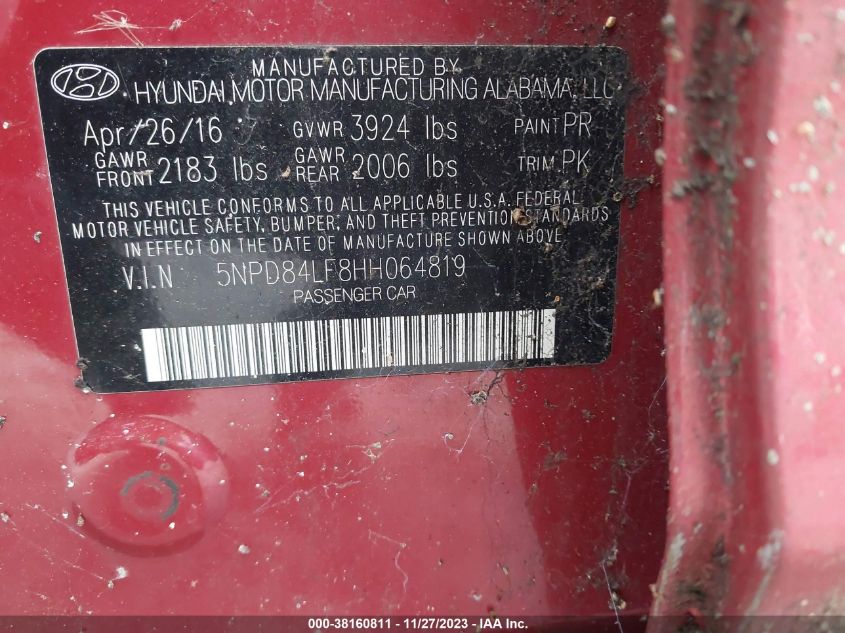 MANUFACTURED BY
HYUNDAI MOTOR MANUFACTURING ALABAMA, LLC
Apr/26/16 GVWR 3924 lbs PAINT PR
GAWR FRONT 2183 lbs GAWR REAR 2006 lbs TRIM PK
THIS VEHICLE CONFORMS TO ALL APPLICABLE U.S.A. FEDERAL
MOTOR VEHICLE SAFETY, BUMPER, AND THEFT PREVENTION STANDARDS
IN EFFECT ON THE DATE OF MANUFACTURE SHOWN ABOVE
V.I.N 5NPD84LF8HH064819
PASSENGER CAR
000-38160811 - 11/27/2023 - IAA Inc.